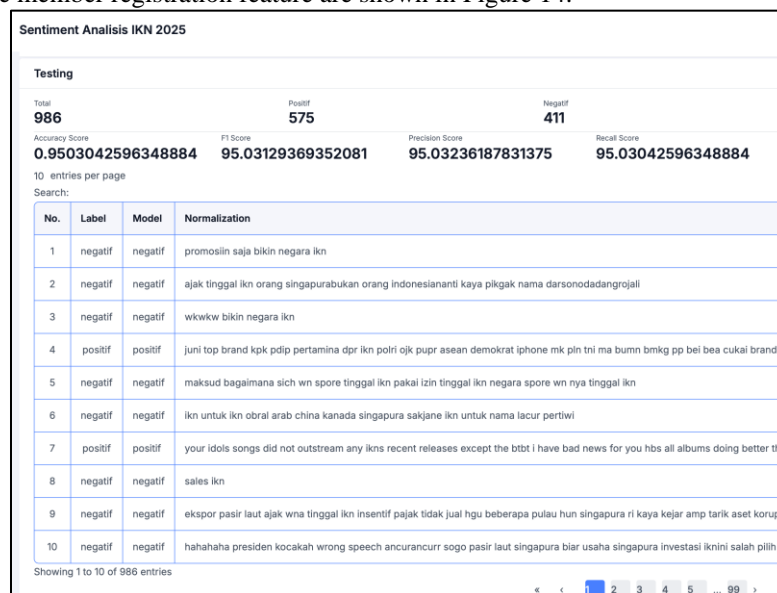 e member registration feature are shown in Figure 14.
Sentiment Analisis IKN 2025
Testing
Total Positif Negatif
986 575 411
Accuracy Score F1 Score Precision Score Recall Score
0.9503042596348884 95.03129369352081 95.03236187831375 95.03042596348884
10 entries per page
Search:
No. Label Model Normalization
1 negatif negatif promosiin saja bikin negara ikn
2 negatif negatif ajak tinggal ikn orang singapurabukan orang indonesiananti kaya pikgak nama darsonodadangrojali
3 negatif negatif wkwkw bikin negara ikn
4 positif positif juni top brand kpk pdip pertamina dpr ikn polri ojk pupr asean demokrat iphone mk pln tni ma bumn bmkg pp bei bea cukai brand
5 negatif negatif maksud bagaimana sich wn spore tinggal ikn pakai izin tinggal ikn negara spore wn nya tinggal ikn
6 negatif negatif ikn untuk ikn obral arab china kanada singapura sakjane ikn untuk nama lacur pertiwi
7 positif positif your idols songs did not outstream any ikns recent releases except the btbt i have bad news for you hbs all albums doing better th
8 negatif negatif sales ikn
9 negatif negatif ekspor pasir laut ajak wna tinggal ikn insentif pajak tidak jual hgu beberapa pulau hun singapura ri kaya kejar amp tarik aset korup
10 negatif negatif hahahaha presiden kocakah wrong speech ancurancurr sogo pasir laut singapura biar usaha singapura investasi iknini salah pilih
Showing 1 to 10 of 986 entries
« ‹ 1 2 3 4 5 ... 99 ›